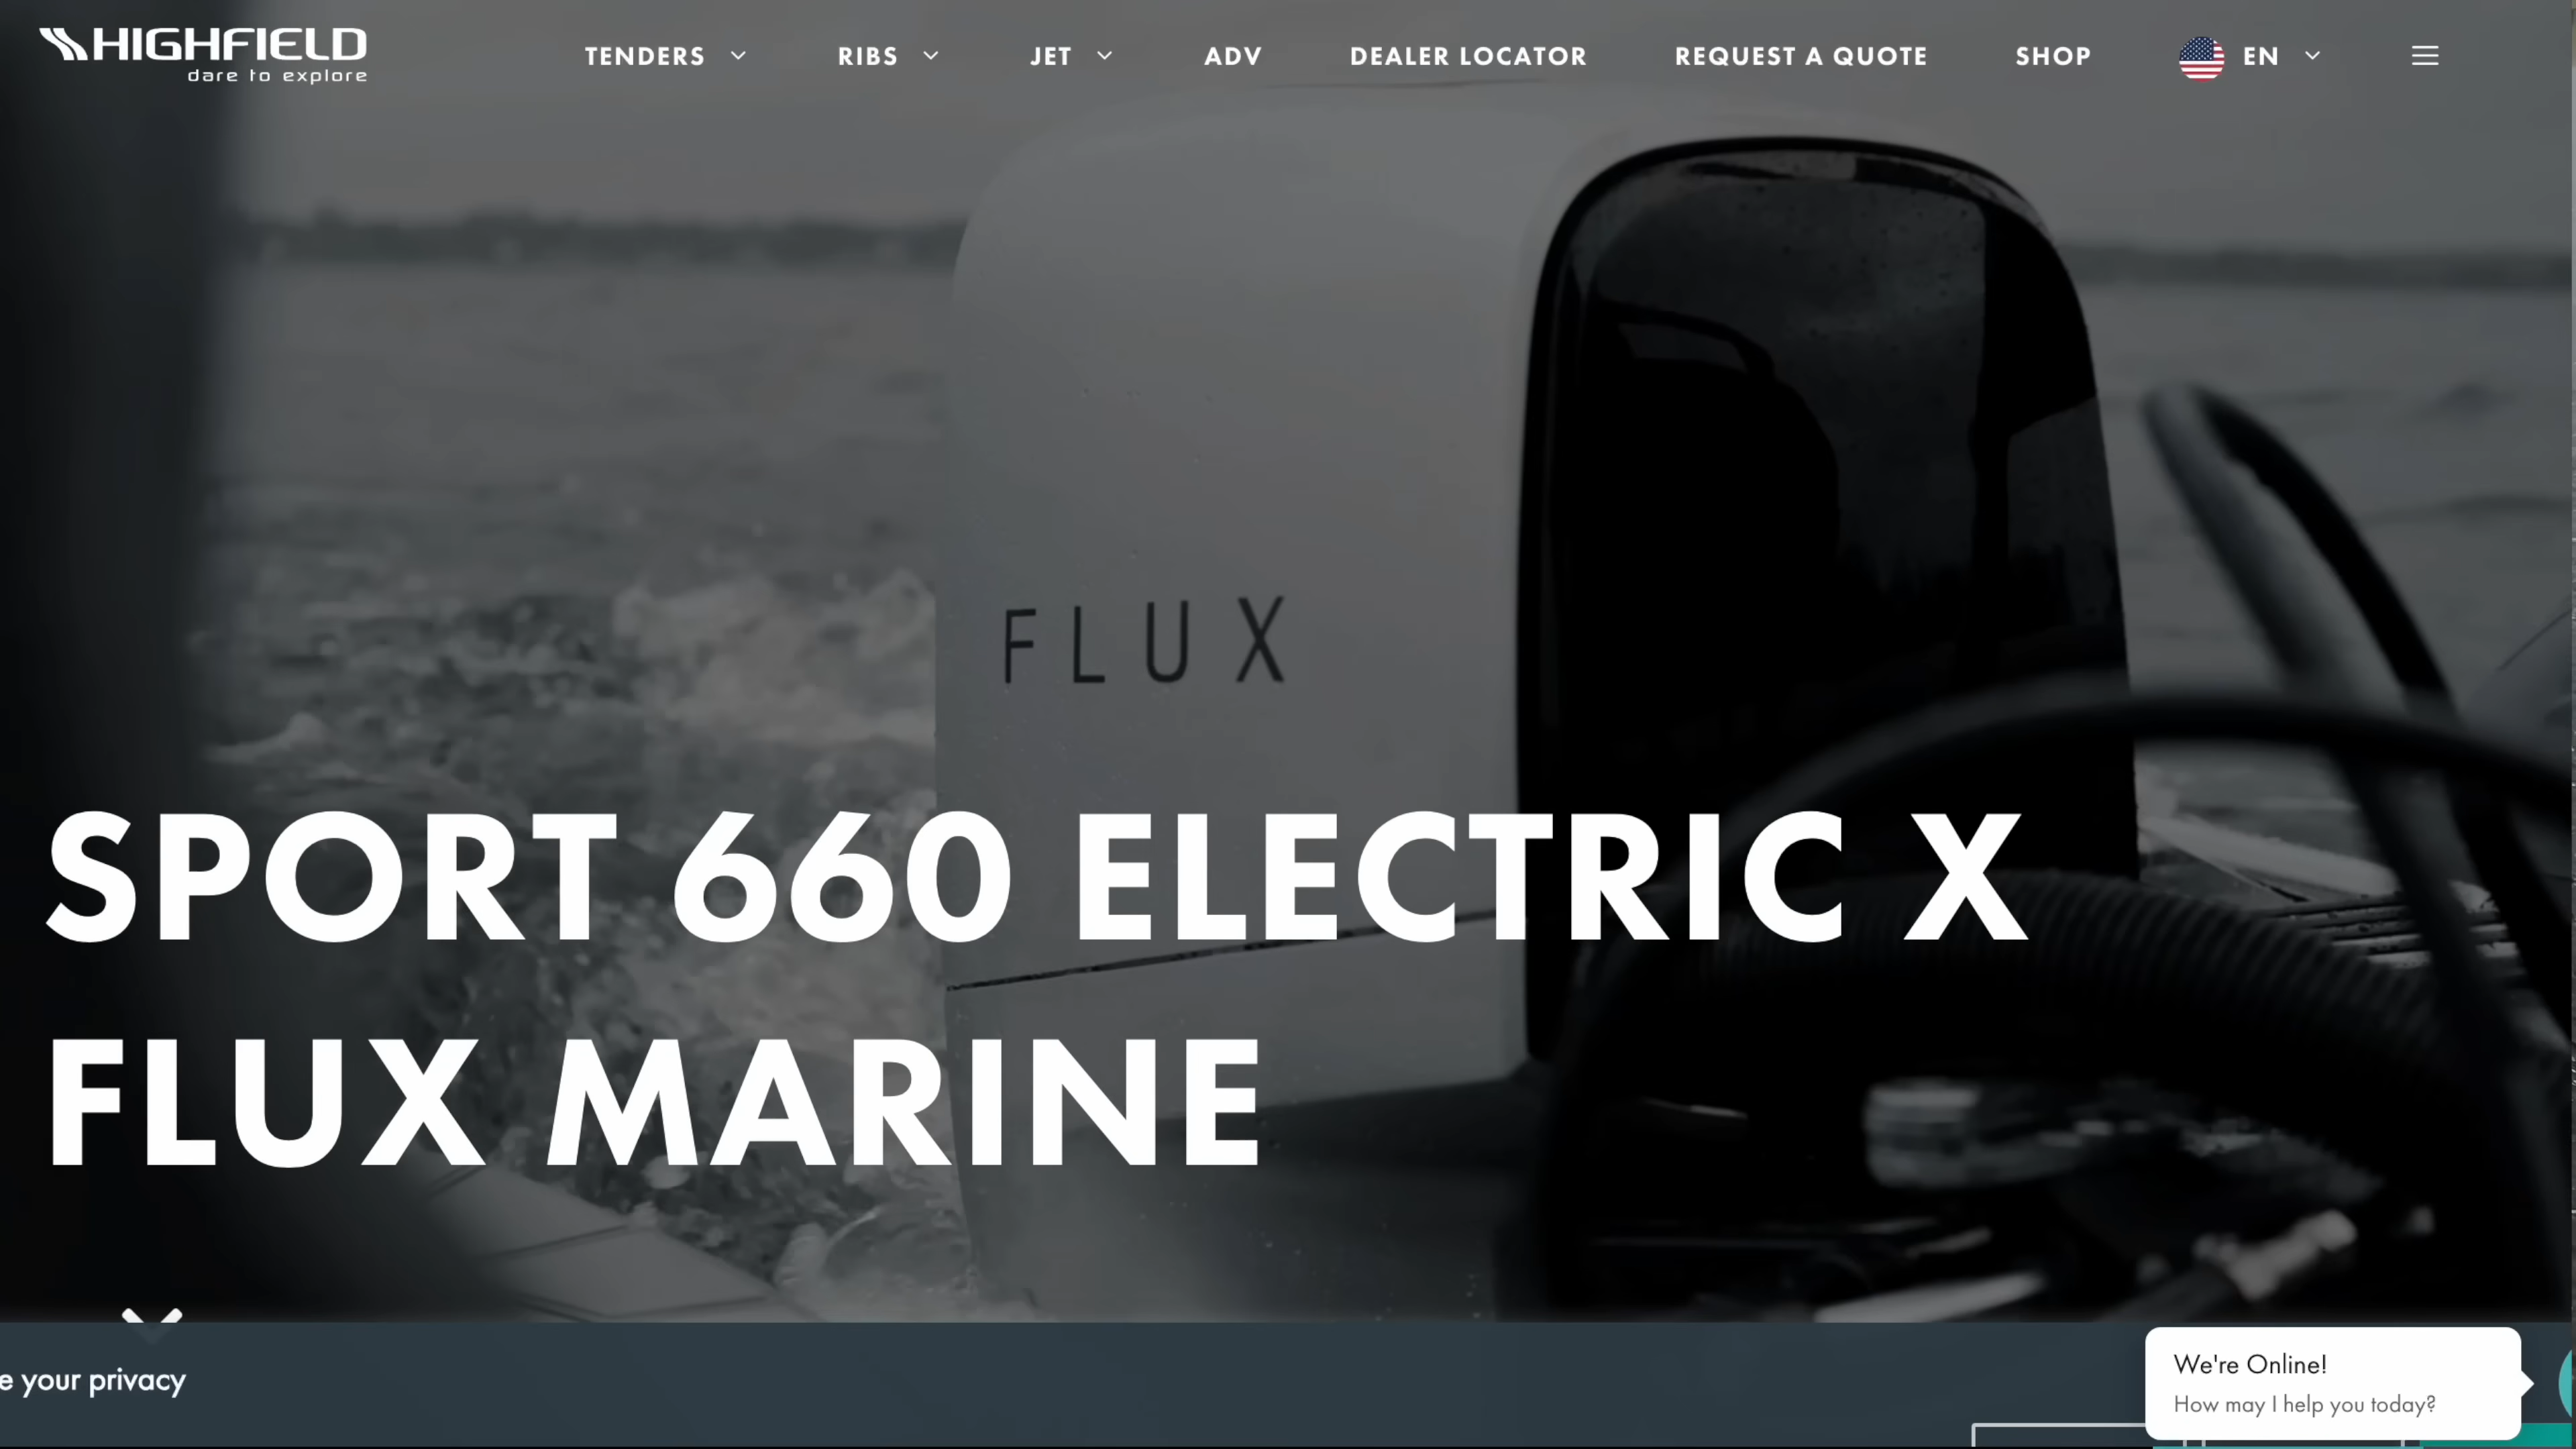 HIGHFIELD
dare to explore
TENDERS
RIBS
JET
ADV
DEALER LOCATOR
REQUEST A QUOTE
SHOP
EN
FLUX
SPORT 660 ELECTRIC X
FLUX MARINE
e your privacy
We're Online!
How may I help you today?